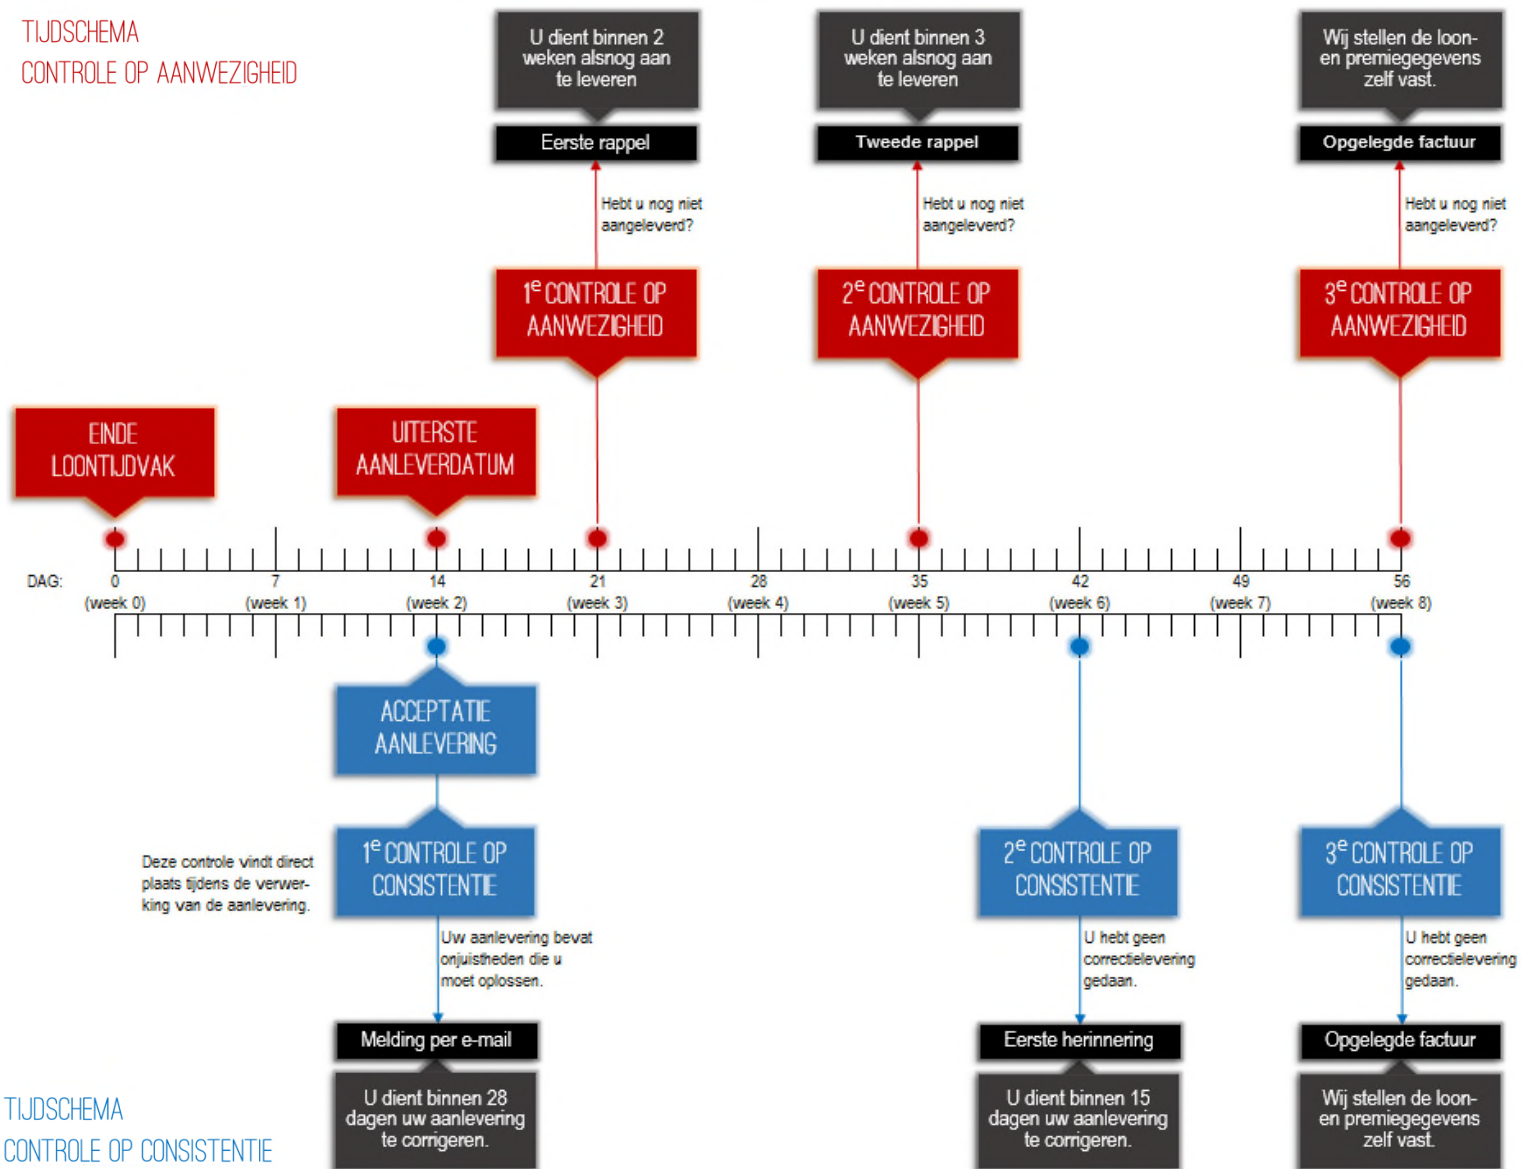 TIJDSCHEMA
CONTROLE OP AANWEZIGHEID
U dient binnen 2
weken alsnog aan
te leveren
Eerste rappel
Hebt u nog niet
aangeleverd?
1e CONTROLE OP
AANWEZIGHEID
U dient binnen 3
weken alsnog aan
te leveren
Tweede rappel
Hebt u nog niet
aangeleverd?
2e CONTROLE OP
AANWEZIGHEID
Wij stellen de loon-
en premiegegevens
zelf vast.
Opgelegde factuur
Hebt u nog niet
aangeleverd?
3e CONTROLE OP
AANWEZIGHEID
EINDE
LOONTIJDVAK
UITERSTE
AANLEVERDATUM
DAG: 0 7 14 21 28 35 42 49 56
(week 0) (week 1) (week 2) (week 3) (week 4) (week 5) (week 6) (week 7) (week 8)
ACCEPTATIE
AANLEVERING
Deze controle vindt direct
plaats tijdens de verwer-
king van de aanlevering.
1e CONTROLE OP
CONSISTENTIE
Uw aanlevering bevat
onjuistheden die u
moet oplossen.
Melding per e-mail
U dient binnen 28
dagen uw aanlevering
te corrigeren.
2e CONTROLE OP
CONSISTENTIE
U hebt geen
correctielevering
gedaan.
Eerste herinnering
U dient binnen 15
dagen uw aanlevering
te corrigeren.
3e CONTROLE OP
CONSISTENTIE
U hebt geen
correctielevering
gedaan.
Opgelegde factuur
Wij stellen de loon-
en premiegegevens
zelf vast.
TIJDSCHEMA
CONTROLE OP CONSISTENTIE